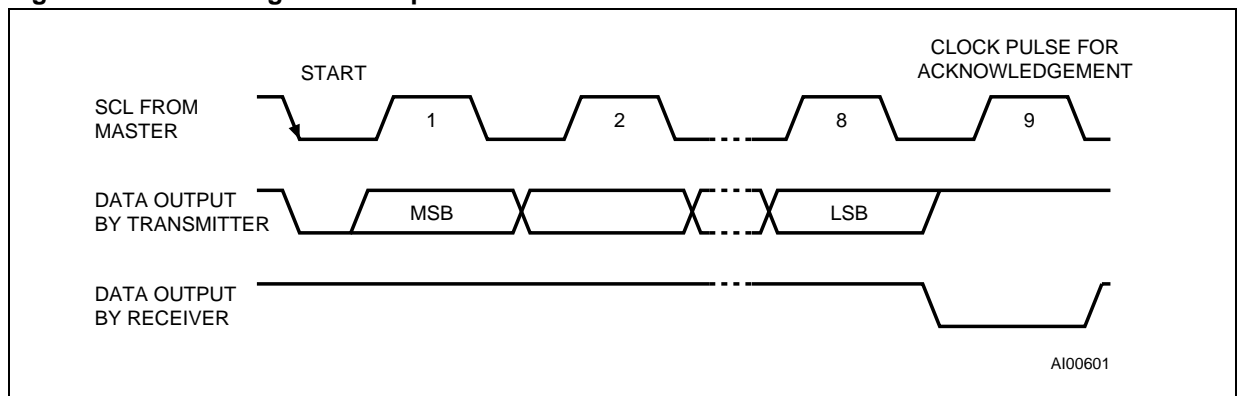 CLOCK PULSE FOR
ACKNOWLEDGEMENT
START
SCL FROM
MASTER
1
2
8
9
DATA OUTPUT
BY TRANSMITTER
MSB
LSB
DATA OUTPUT
BY RECEIVER
AI00601